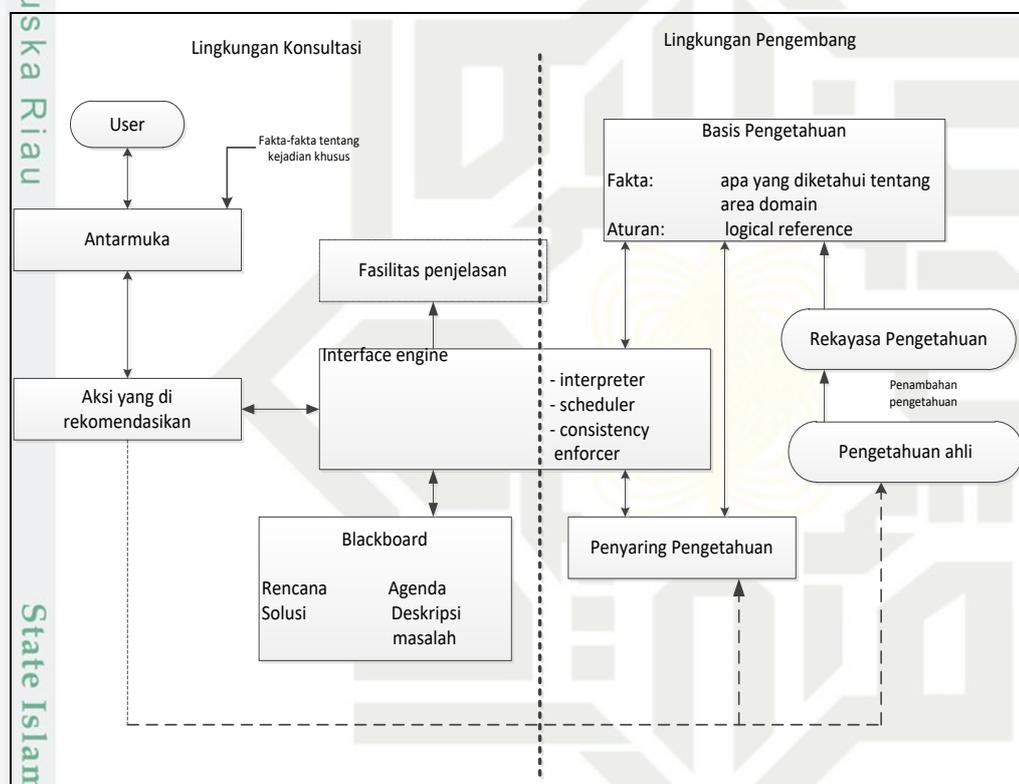 uska Riau
State Islam
Lingkungan Konsultasi
Lingkungan Pengembang
User
Fakta-fakta tentang
kejadian khusus
Antarmuka
Aksi yang di
rekomendasikan
Fasilitas penjelasan
Interface engine
- interpreter
- scheduler
- consistency
enforcer
Blackboard
Rencana Agenda
Solusi Deskripsi
masalah
Basis Pengetahuan
Fakta: apa yang diketahui tentang
area domain
Aturan: logical reference
Rekayasa Pengetahuan
Penambahan
pengetahuan
Pengetahuan ahli
Penyaring Pengetahuan